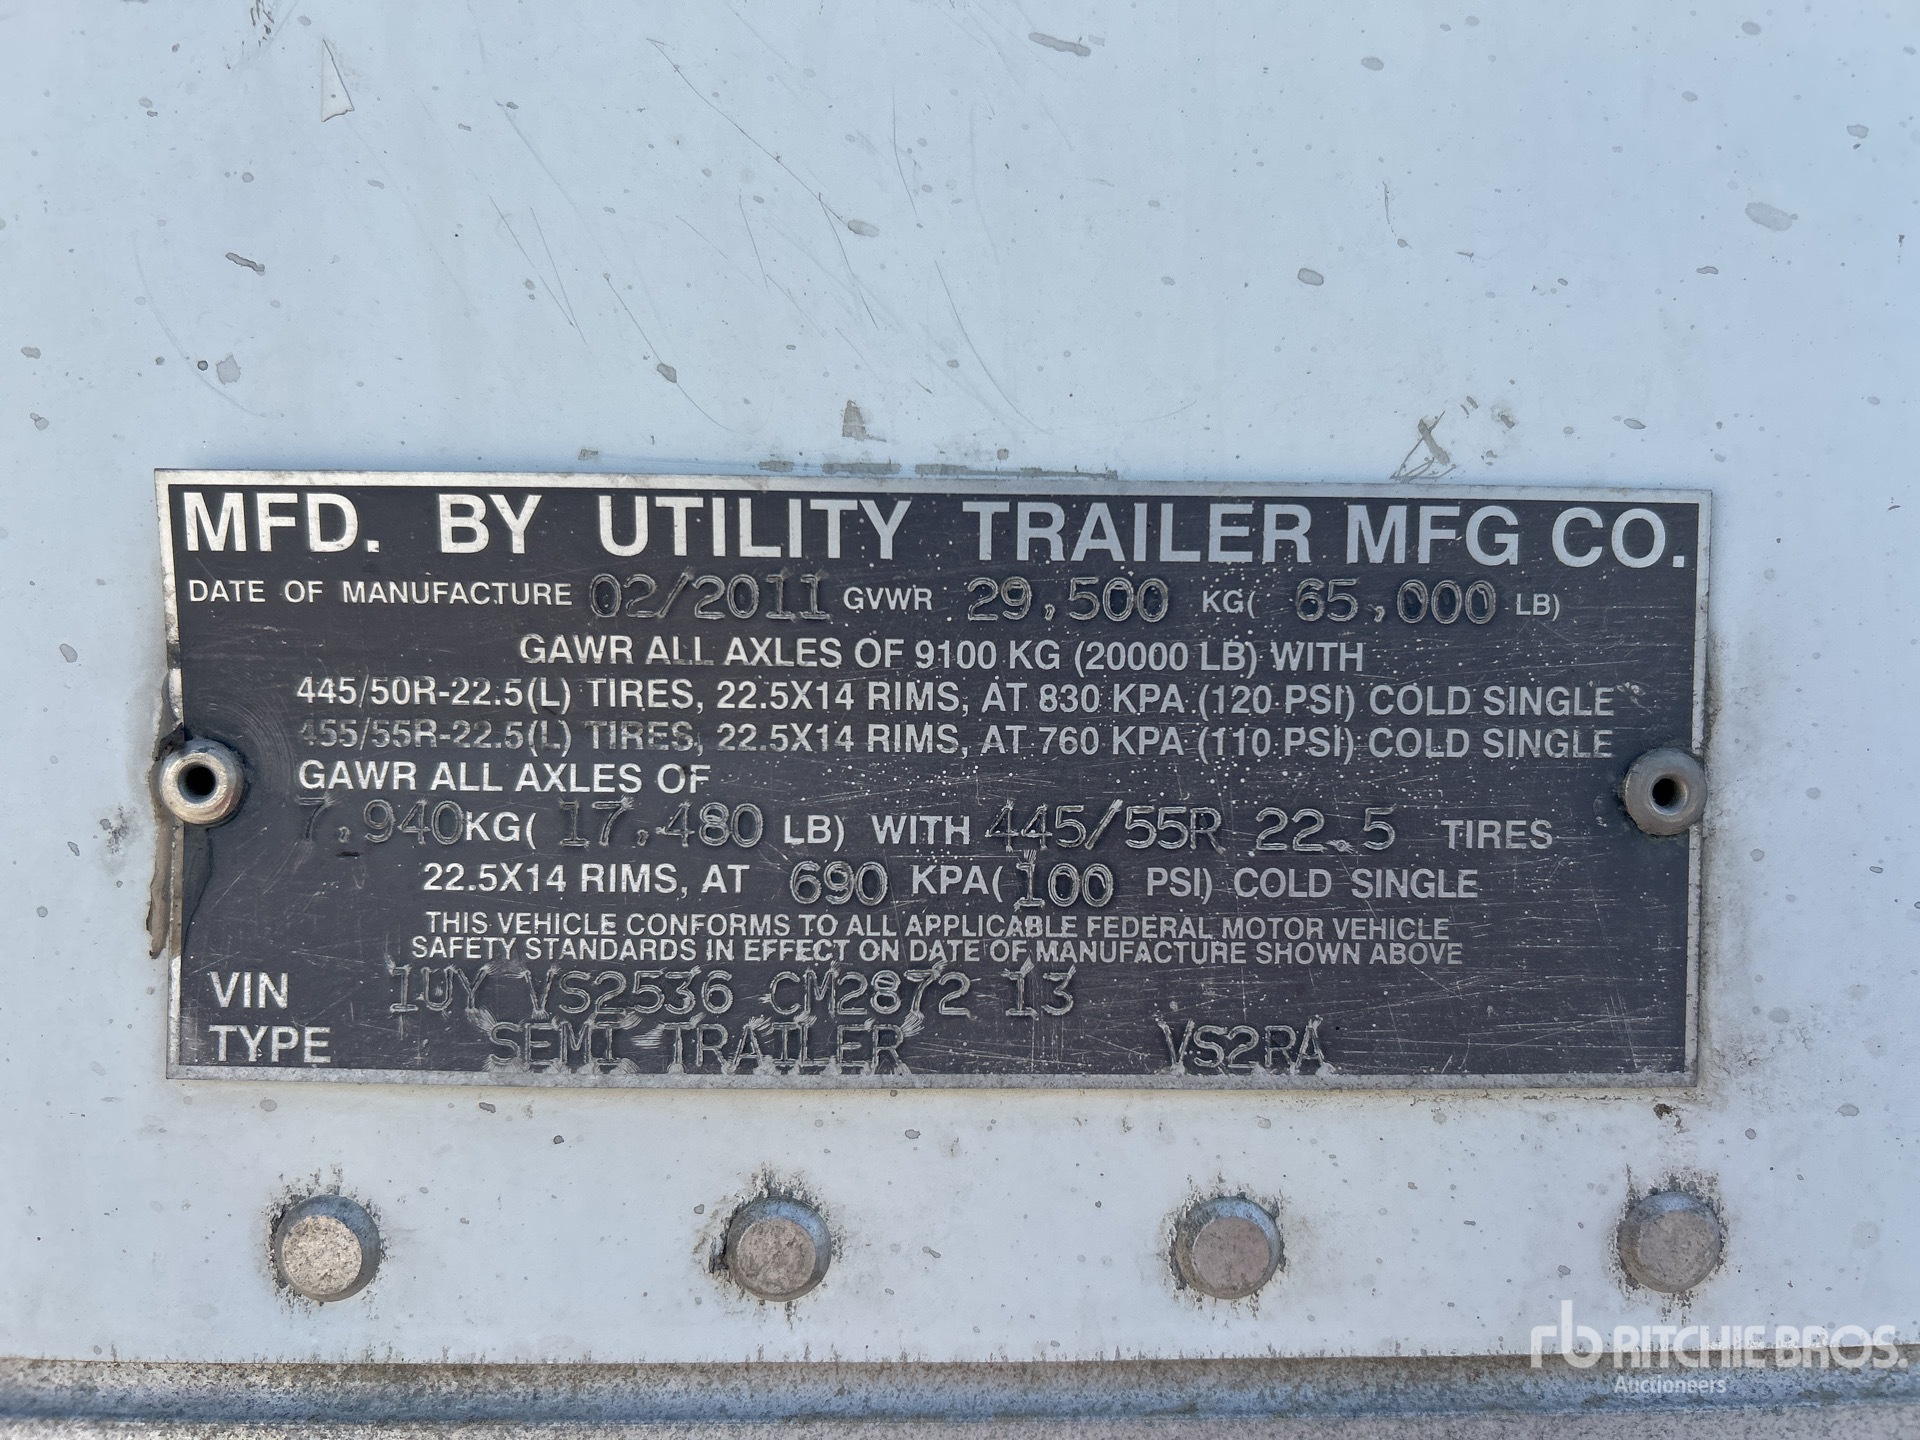 MFD. BY UTILITY TRAILER MFG CO.
DATE OF MANUFACTURE 02/2011 GVWR 29,500 KG( 65,000 LB)
GAWR ALL AXLES OF 9100 KG (20000 LB) WITH
445/50R-22.5(L) TIRES, 22.5X14 RIMS, AT 830 KPA (120 PSI) COLD SINGLE
455/55R-22.5(L) TIRES, 22.5X14 RIMS, AT 760 KPA (110 PSI) COLD SINGLE
GAWR ALL AXLES OF
7,940KG( 17,480 LB) WITH 445/55R 22.5 TIRES
22.5X14 RIMS, AT 690 KPA( 100 PSI) COLD SINGLE
THIS VEHICLE CONFORMS TO ALL APPLICABLE FEDERAL MOTOR VEHICLE
SAFETY STANDARDS IN EFFECT ON DATE OF MANUFACTURE SHOWN ABOVE
VIN 1UY VS2536 CM2872 13
TYPE SEMI TRAILER VS2RA
rb RITCHIE BROS.
Auctioneers